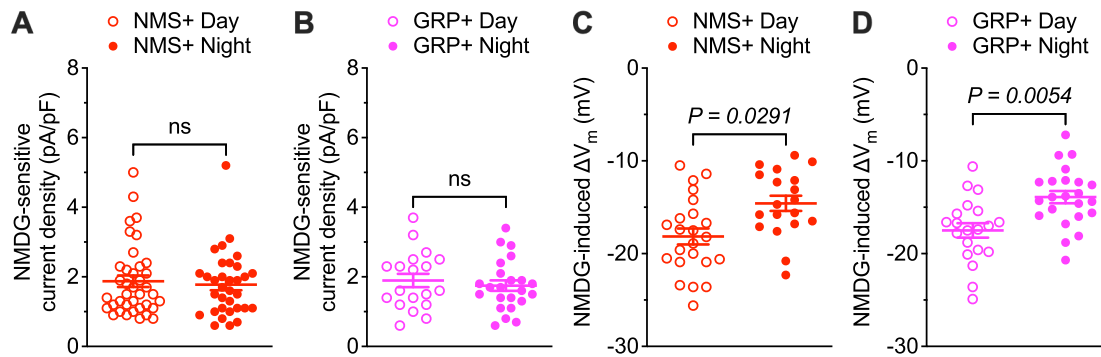 A
NMS+ Day
NMS+ Night
NMDG-sensitive
current density (pA/pF)
8
6
4
2
0
ns
B
GRP+ Day
GRP+ Night
NMDG-sensitive
current density (pA/pF)
8
6
4
2
0
ns
C
NMS+ Day
NMS+ Night
NMDG-induced ΔVm (mV)
0
-10
-20
-30
P = 0.0291
D
GRP+ Day
GRP+ Night
NMDG-induced ΔVm (mV)
0
-10
-20
-30
P = 0.0054